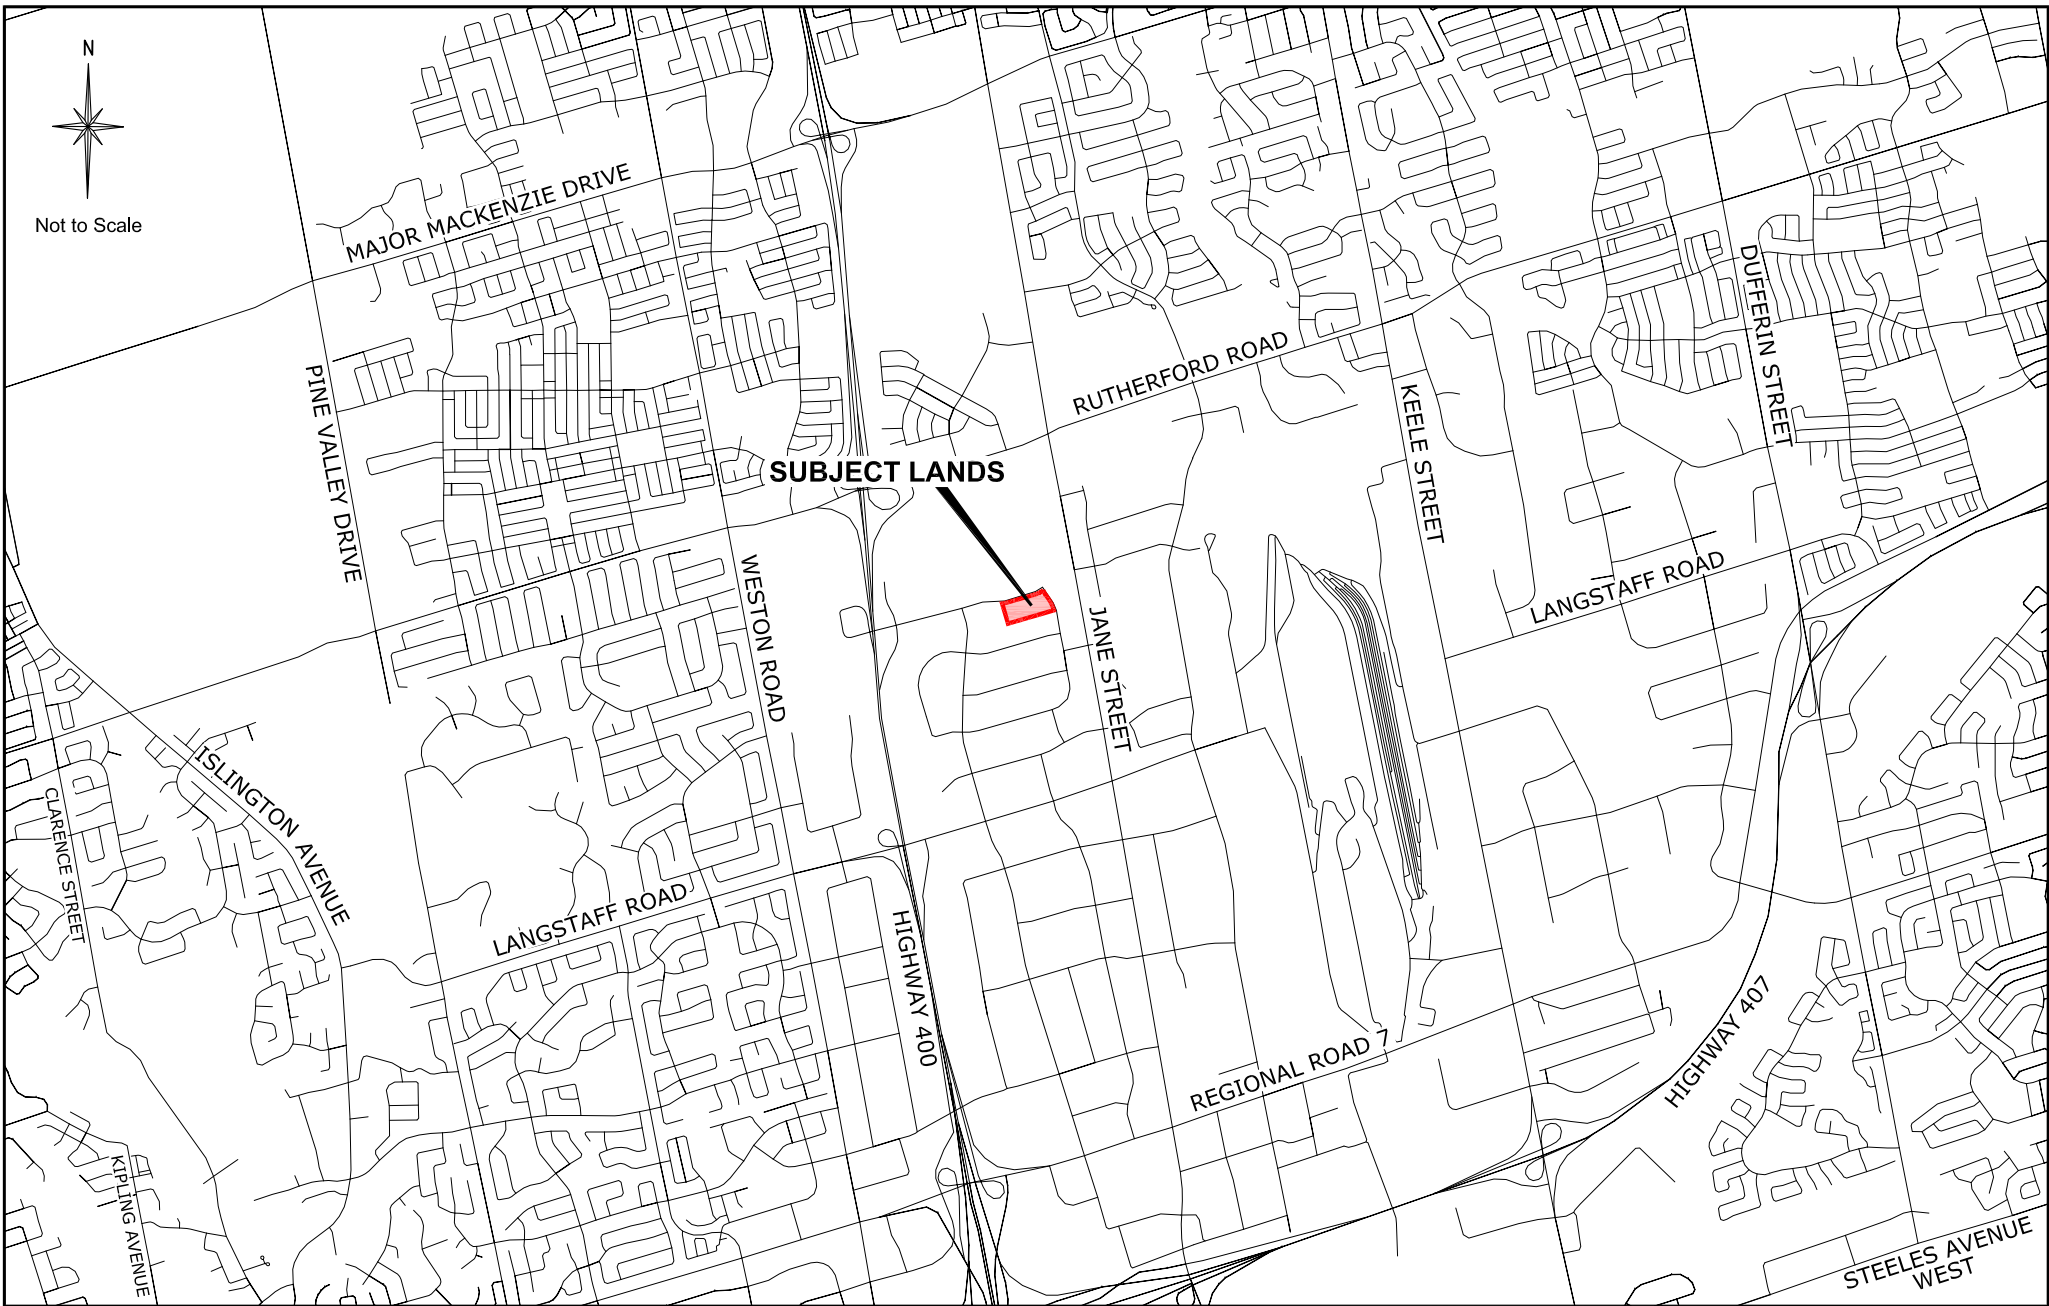 N
Not to Scale
MAJOR MACKENZIE DRIVE
DUFFERIN STREET
RUTHERFORD ROAD
PINE VALLEY DRIVE
KEELE STREET
SUBJECT LANDS
LANGSTAFF ROAD
WESTON ROAD
JANE STREET
ISLINGTON AVENUE
CLARENCE STREET
LANGSTAFF ROAD
HIGHWAY 400
HIGHWAY 407
REGIONAL ROAD 7
KIPLING AVENUE
STEELES AVENUE
WEST